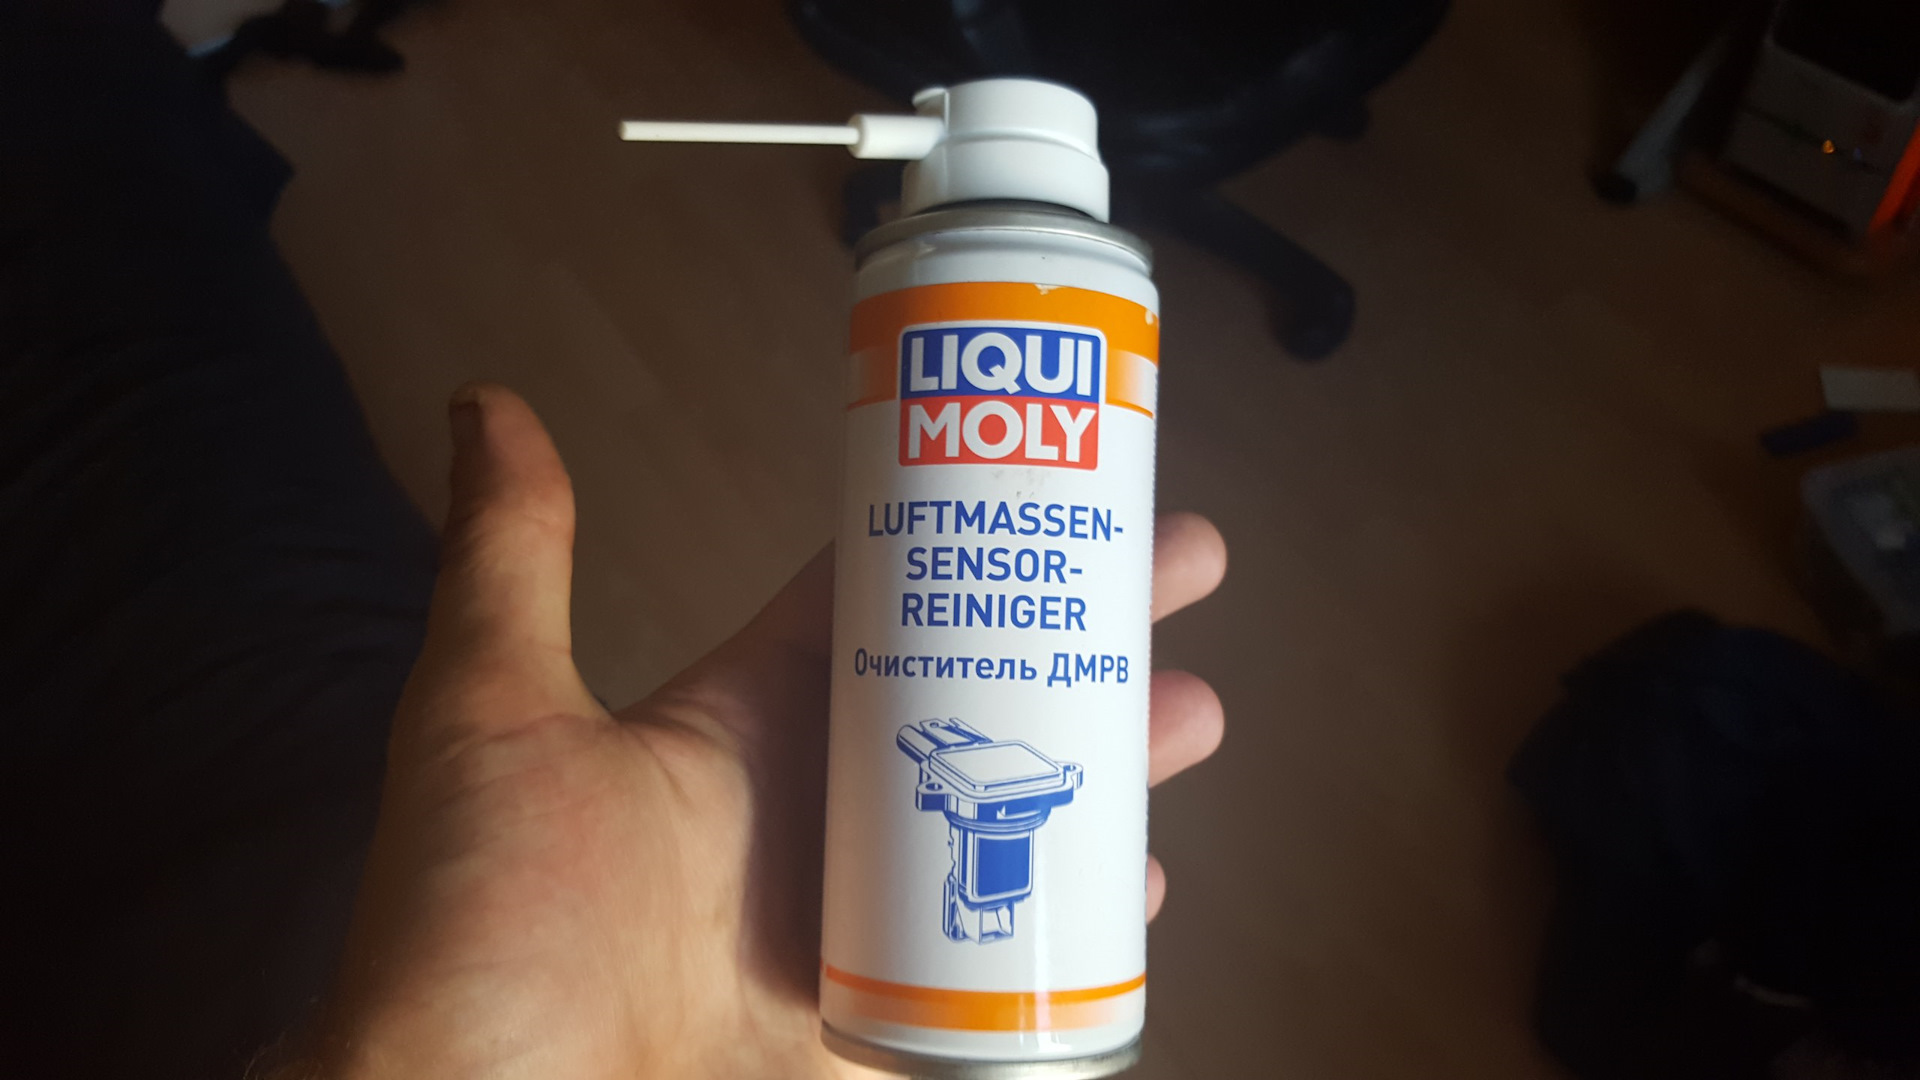 LIQUI
MOLY
LUFTMASSEN-
SENSOR-
REINIGER
Очиститель ДМРВ